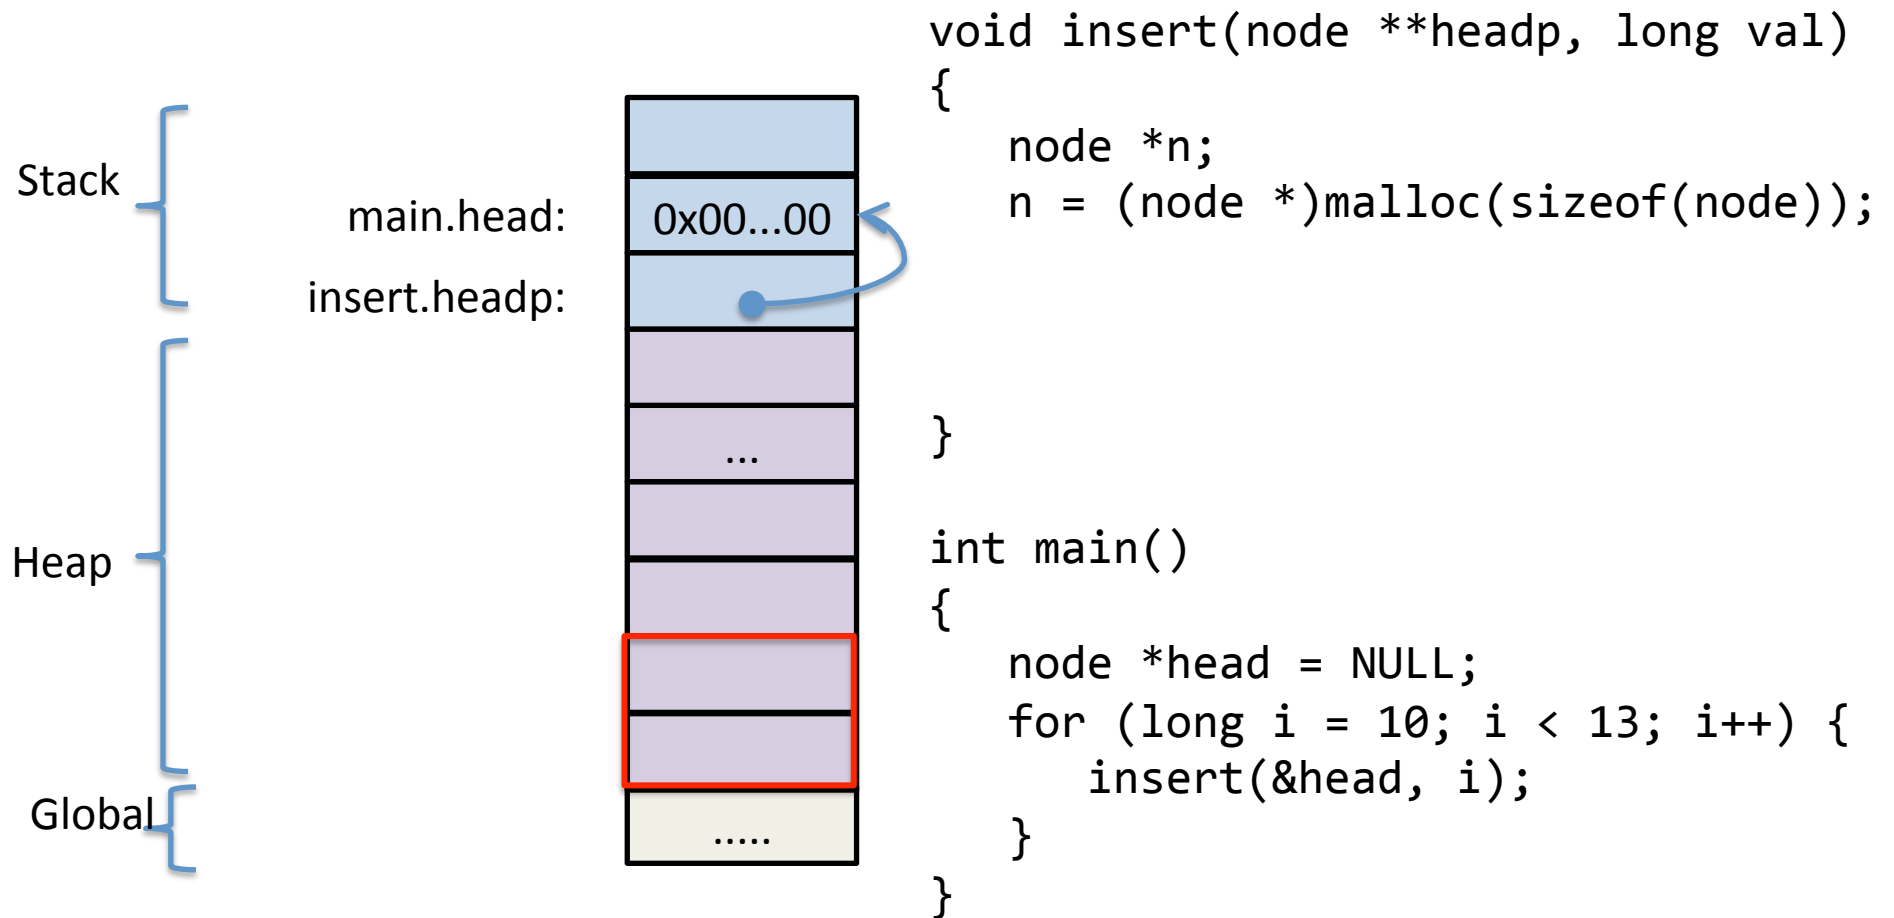 Stack
main.head:
0x00...00
insert.headp:
Heap
...
Global
.....
void insert(node **headp, long val)
{
node *n;
n = (node *)malloc(sizeof(node));
}
int main()
{
node *head = NULL;
for (long i = 10; i < 13; i++) {
insert(&head, i);
}
}